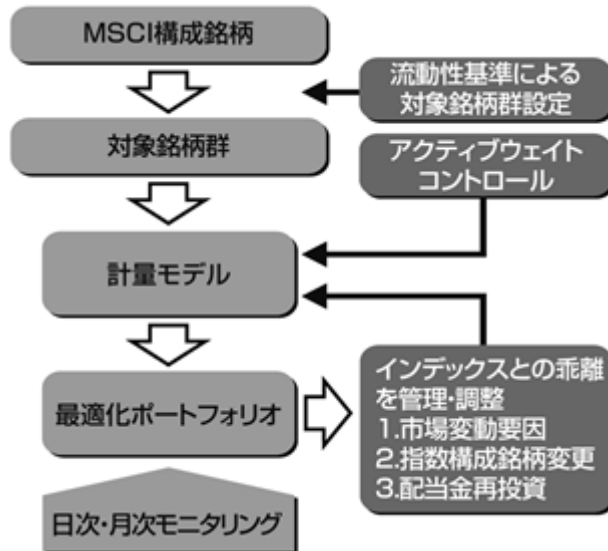 MSCI構成銘柄
流動性基準による
対象銘柄群設定
対象銘柄群
アクティブウェイト
コントロール
計量モデル
最適化ポートフォリオ
インデックスとの乖離
を管理・調整
1.市場変動要因
2.指数構成銘柄変更
3.配当金再投資
日次・月次モニタリング